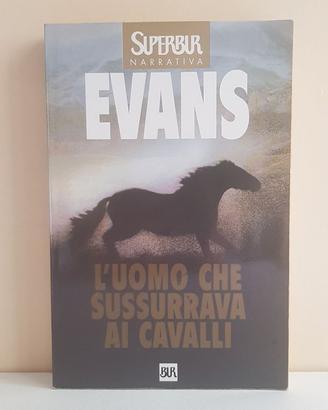 SUPERBUR
NARRATIVA
EVANS
L'UOMO CHE
SUSSURRAVA
AI CAVALLI
BUR